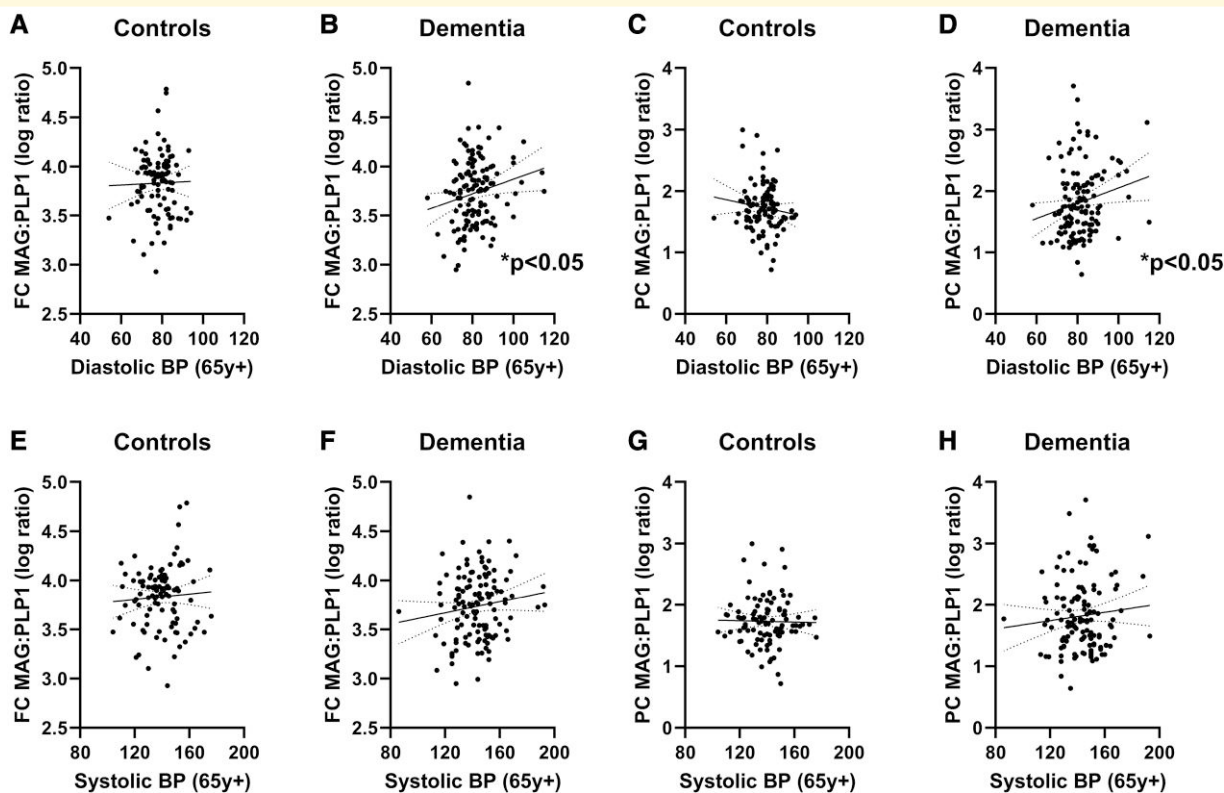 A Controls
B Dementia
C Controls
D Dementia
FC MAG:PLP1 (log ratio)
5.0
4.5
4.0
3.5
3.0
2.5
40 60 80 100 120
Diastolic BP (65y+)
FC MAG:PLP1 (log ratio)
5.0
4.5
4.0
3.5
3.0
2.5
*p<0.05
40 60 80 100 120
Diastolic BP (65y+)
PC MAG:PLP1 (log ratio)
4
3
2
1
0
40 60 80 100 120
Diastolic BP (65y+)
PC MAG:PLP1 (log ratio)
4
3
2
1
0
*p<0.05
40 60 80 100 120
Diastolic BP (65y+)
E Controls
F Dementia
G Controls
H Dementia
FC MAG:PLP1 (log ratio)
5.0
4.5
4.0
3.5
3.0
2.5
80 120 160 200
Systolic BP (65y+)
FC MAG:PLP1 (log ratio)
5.0
4.5
4.0
3.5
3.0
2.5
80 120 160 200
Systolic BP (65y+)
PC MAG:PLP1 (log ratio)
4
3
2
1
0
80 120 160 200
Systolic BP (65y+)
PC MAG:PLP1 (log ratio)
4
3
2
1
0
80 120 160 200
Systolic BP (65y+)